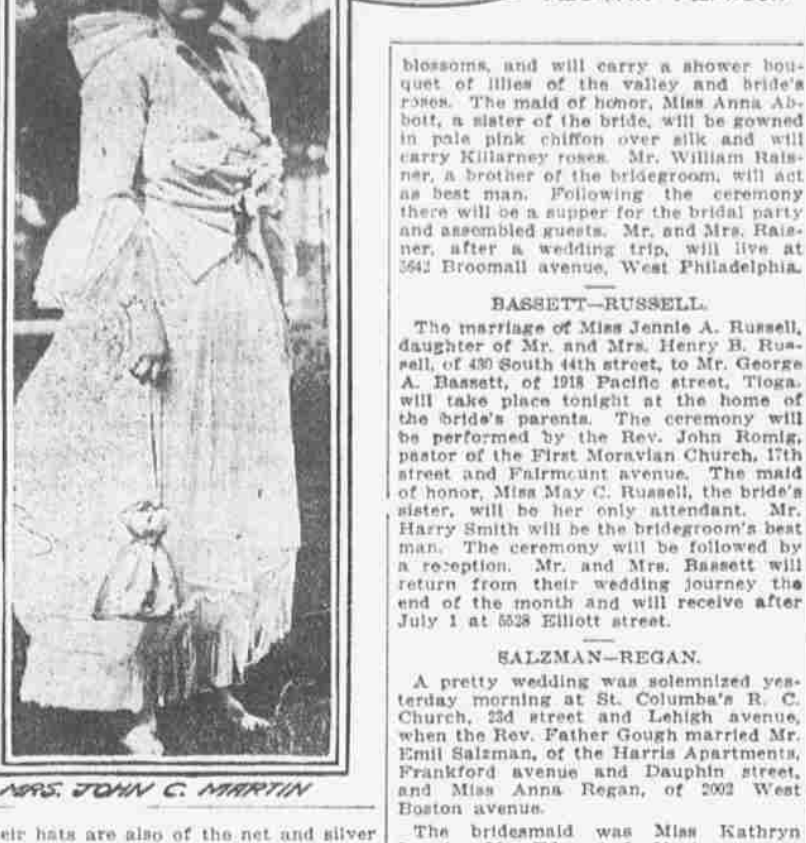 MRS. JOHN C. MARTIN
eir hats are also of the net and silver
blossoms, and will carry a shower bou-
quet of lilies of the valley and bride's
roses. The maid of honor, Miss Anna Ab-
bott, a sister of the bride, will be gowned
in pale pink chiffon over silk and will
carry Killarney roses. Mr. William Rais-
ner, a brother of the bridegroom, will act
as best man. Following the ceremony
there will be a supper for the bridal party
and assembled guests. Mr. and Mrs. Rais-
ner, after a wedding trip, will live at
5642 Broomall avenue, West Philadelphia.
BASSETT—RUSSELL.
The marriage of Miss Jennie A. Russell,
daughter of Mr. and Mrs. Henry B. Rus-
sell, of 430 South 44th street, to Mr. George
A. Bassett, of 1918 Pacific street, Tioga.
will take place tonight at the home of
the bride's parents. The ceremony will
be performed by the Rev. John Romig,
pastor of the First Moravian Church, 17th
street and Fairmount avenue. The maid
of honor, Miss May C. Russell, the bride's
sister, will be her only attendant. Mr.
Harry Smith will be the bridegroom's best
man. The ceremony will be followed by
a reception. Mr. and Mrs. Bassett will
return from their wedding journey the
end of the month and will receive after
July 1 at 5528 Elliott street.
SALZMAN—REGAN.
A pretty wedding was solemnized yes-
terday morning at St. Columba's R. C.
Church, 23d street and Lehigh avenue,
when the Rev. Father Gough married Mr.
Emil Salzman, of the Harris Apartments,
Frankford avenue and Dauphin street,
and Miss Anna Regan, of 2002 West
Boston avenue.
The bridesmaid was Miss Kathryn